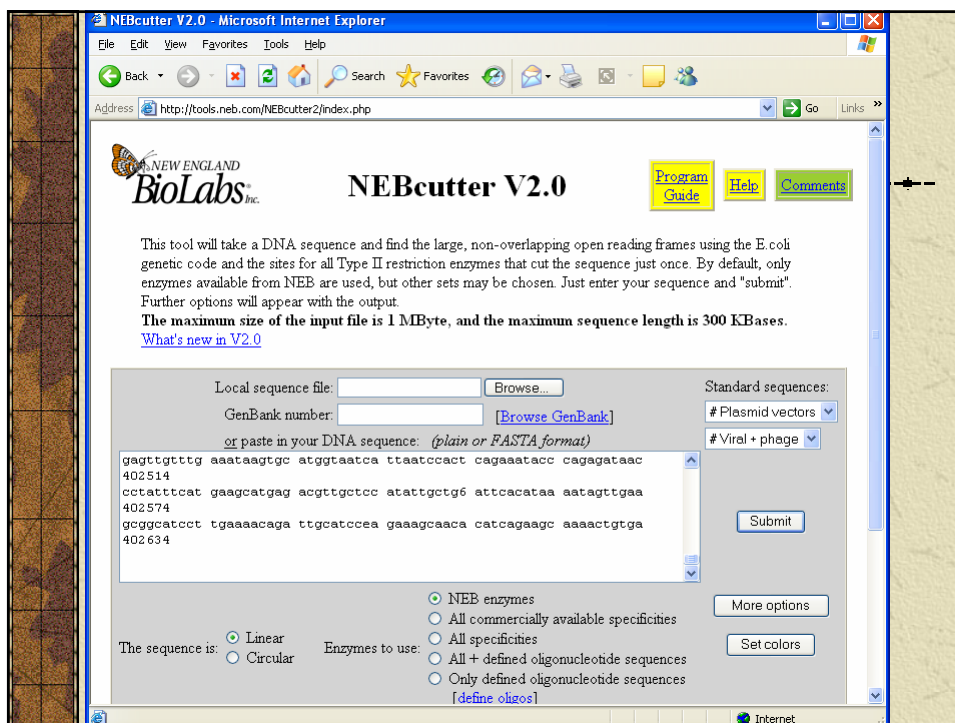 NEBcutter V2.0 - Microsoft Internet Explorer
File Edit View Favorites Tools Help
Back Search Favorites
Address http://tools.neb.com/NEBcutter2/index.php Go Links »
NEW ENGLAND
BioLabs Inc.
NEBcutter V2.0
Program Guide Help Comments
This tool will take a DNA sequence and find the large, non-overlapping open reading frames using the E.coli
genetic code and the sites for all Type II restriction enzymes that cut the sequence just once. By default, only
enzymes available from NEB are used, but other sets may be chosen. Just enter your sequence and "submit".
Further options will appear with the output.
The maximum size of the input file is 1 MByte, and the maximum sequence length is 300 KBases.
What's new in V2.0
Local sequence file: Browse... Standard sequences:
GenBank number: [Browse GenBank] # Plasmid vectors
or paste in your DNA sequence: (plain or FASTA format) # Viral + phage
gagttgtttg aaataagtgc atggtaatca ttaatccact cagaaatacc cagagataac
402514
cctatttcat gaagcatgag acgttgctcc atattgctg6 attcacataa aatagttgaa
402574
gcggcatcct tgaaaacaga ttgcatccea gaaagcaaca catcagaagc aaaactgtga
402634
Submit
NEB enzymes More options
All commercially available specificities
The sequence is: Linear Enzymes to use: All specificities Set colors
Circular All + defined oligonucleotide sequences
Only defined oligonucleotide sequences
[define oligos]
Internet